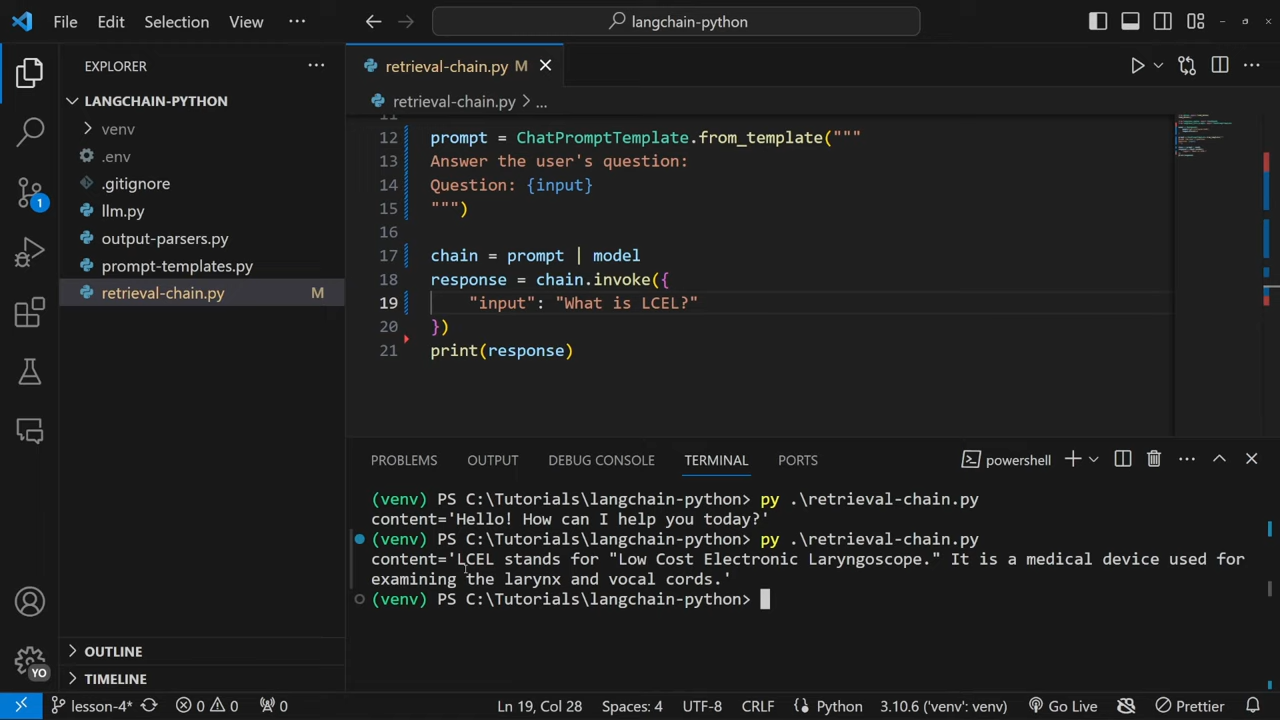 File Edit Selection View ··· langchain-python
EXPLORER ···
LANGCHAIN-PYTHON
venv
.env
.gitignore
llm.py
output-parsers.py
prompt-templates.py
retrieval-chain.py M
OUTLINE
TIMELINE
1
YO
retrieval-chain.py M
retrieval-chain.py > ...
11
12 prompt = ChatPromptTemplate.from_template("""
13 Answer the user's question:
14 Question: {input}
15 """)
16
17 chain = prompt | model
18 response = chain.invoke({
19 "input": "What is LCEL?"
20 })
21 print(response)
PROBLEMS OUTPUT DEBUG CONSOLE TERMINAL PORTS powershell
(venv) PS C:\Tutorials\langchain-python> py .\retrieval-chain.py
content='Hello! How can I help you today?'
(venv) PS C:\Tutorials\langchain-python> py .\retrieval-chain.py
content='LCEL stands for "Low Cost Electronic Laryngoscope." It is a medical device used for
examining the larynx and vocal cords.'
(venv) PS C:\Tutorials\langchain-python>
lesson-4* 0 0 0 Ln 19, Col 28 Spaces: 4 UTF-8 CRLF Python 3.10.6 ('venv': venv) Go Live Prettier